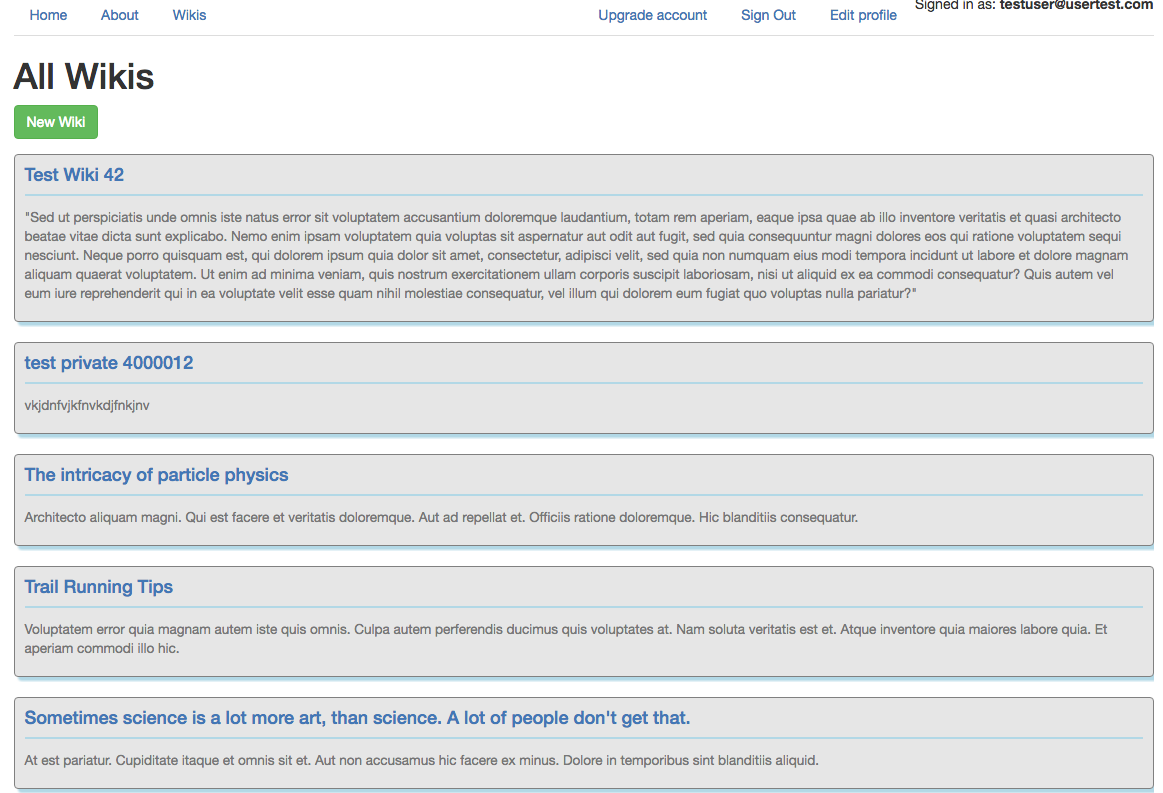 Home About Wikis Upgrade account Sign Out Edit profile Signed in as: testuser@usertest.com
All Wikis
New Wiki
Test Wiki 42
"Sed ut perspiciatis unde omnis iste natus error sit voluptatem accusantium doloremque laudantium, totam rem aperiam, eaque ipsa quae ab illo inventore veritatis et quasi architecto
beatae vitae dicta sunt explicabo. Nemo enim ipsam voluptatem quia voluptas sit aspernatur aut odit aut fugit, sed quia consequuntur magni dolores eos qui ratione voluptatem sequi
nesciunt. Neque porro quisquam est, qui dolorem ipsum quia dolor sit amet, consectetur, adipisci velit, sed quia non numquam eius modi tempora incidunt ut labore et dolore magnam
aliquam quaerat voluptatem. Ut enim ad minima veniam, quis nostrum exercitationem ullam corporis suscipit laboriosam, nisi ut aliquid ex ea commodi consequatur? Quis autem vel
eum iure reprehenderit qui in ea voluptate velit esse quam nihil molestiae consequatur, vel illum qui dolorem eum fugiat quo voluptas nulla pariatur?"
test private 4000012
vkjdnfvjkfnvkdjfnkjnv
The intricacy of particle physics
Architecto aliquam magni. Qui est facere et veritatis doloremque. Aut ad repellat et. Officiis ratione doloremque. Hic blanditiis consequatur.
Trail Running Tips
Voluptatem error quia magnam autem iste quis omnis. Culpa autem perferendis ducimus quis voluptates at. Nam soluta veritatis est et. Atque inventore quia maiores labore quia. Et
aperiam commodi illo hic.
Sometimes science is a lot more art, than science. A lot of people don't get that.
At est pariatur. Cupiditate itaque et omnis sit et. Aut non accusamus hic facere ex minus. Dolore in temporibus sint blanditiis aliquid.